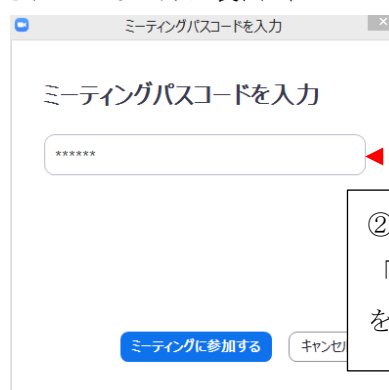 ミーティングパスコードを入力
ミーティングパスコードを入力
******
②
「
を
ミーティングに参加する
キャンセル